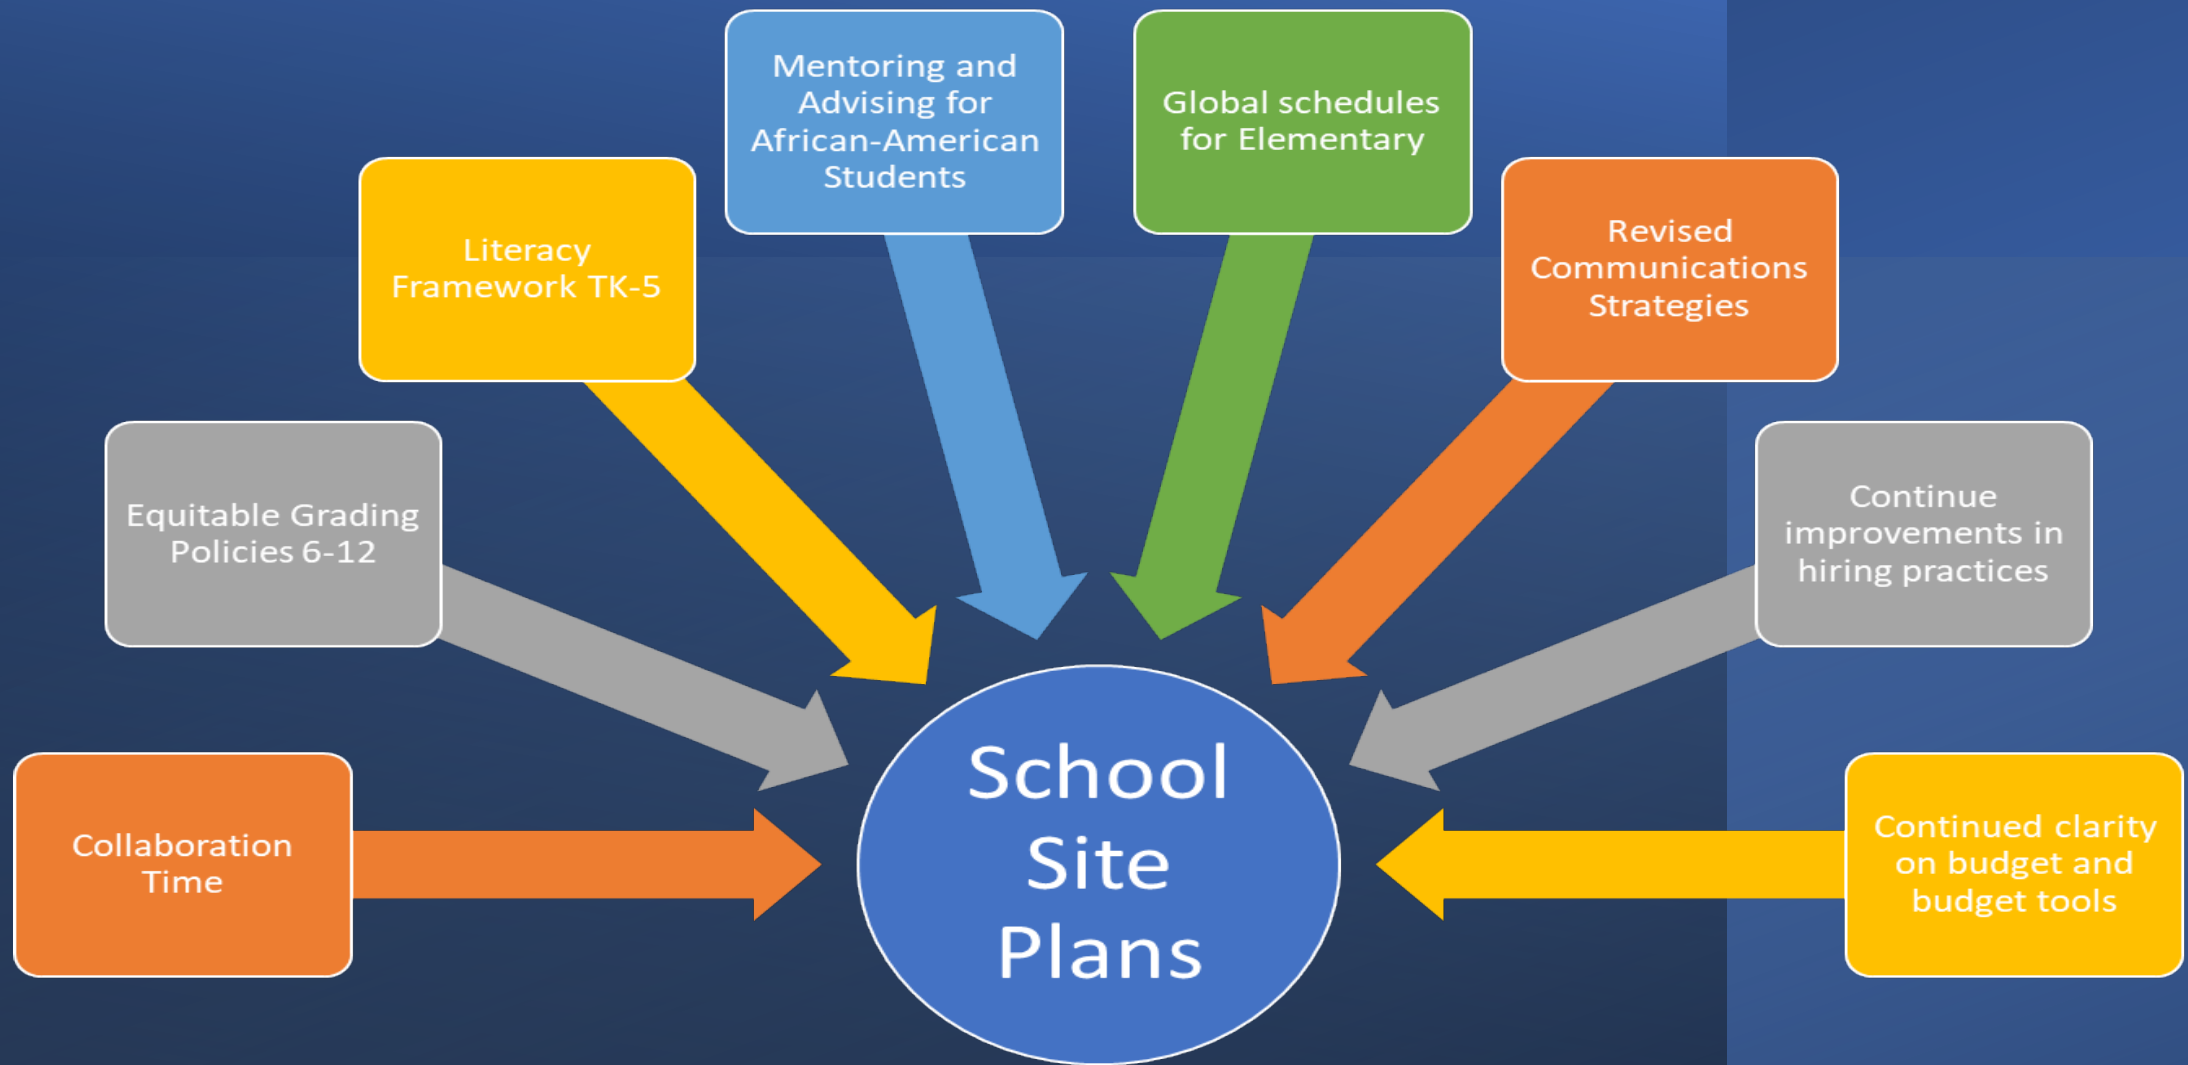 Mentoring and
Advising for
African-American
Students
Global schedules
for Elementary
Literacy
Framework TK-5
Revised
Communications
Strategies
Equitable Grading
Policies 6-12
Continue
improvements in
hiring practices
Collaboration
Time
School
Site
Plans
Continued clarity
on budget and
budget tools